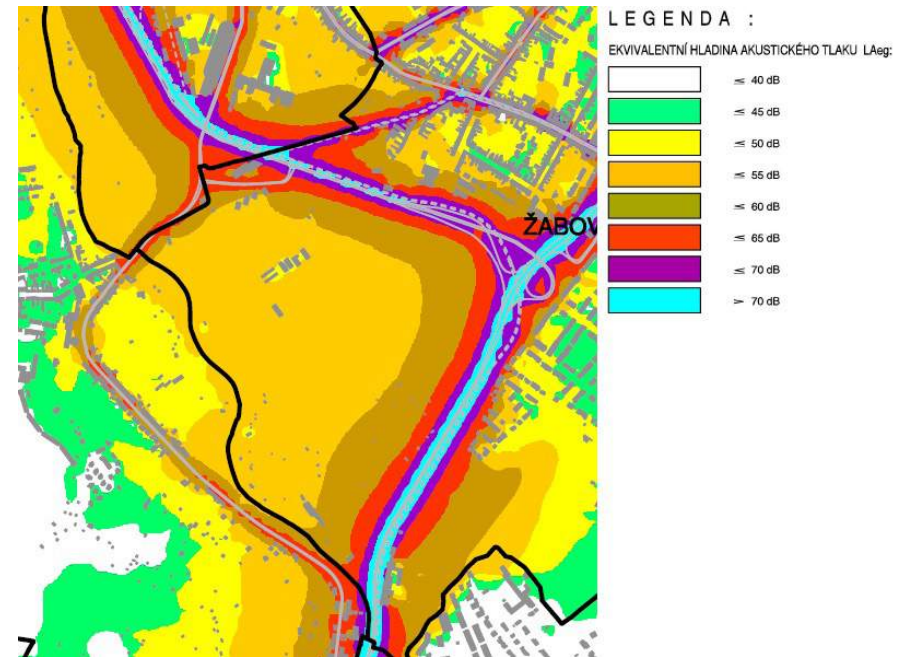 LEGENDA :
EKVIVALENTNÍ HLADINA AKUSTICKÉHO TLAKU LAeg:
≤ 40 dB
≤ 45 dB
≤ 50 dB
≤ 55 dB
≤ 60 dB
≤ 65 dB
≤ 70 dB
> 70 dB
ŽABOV